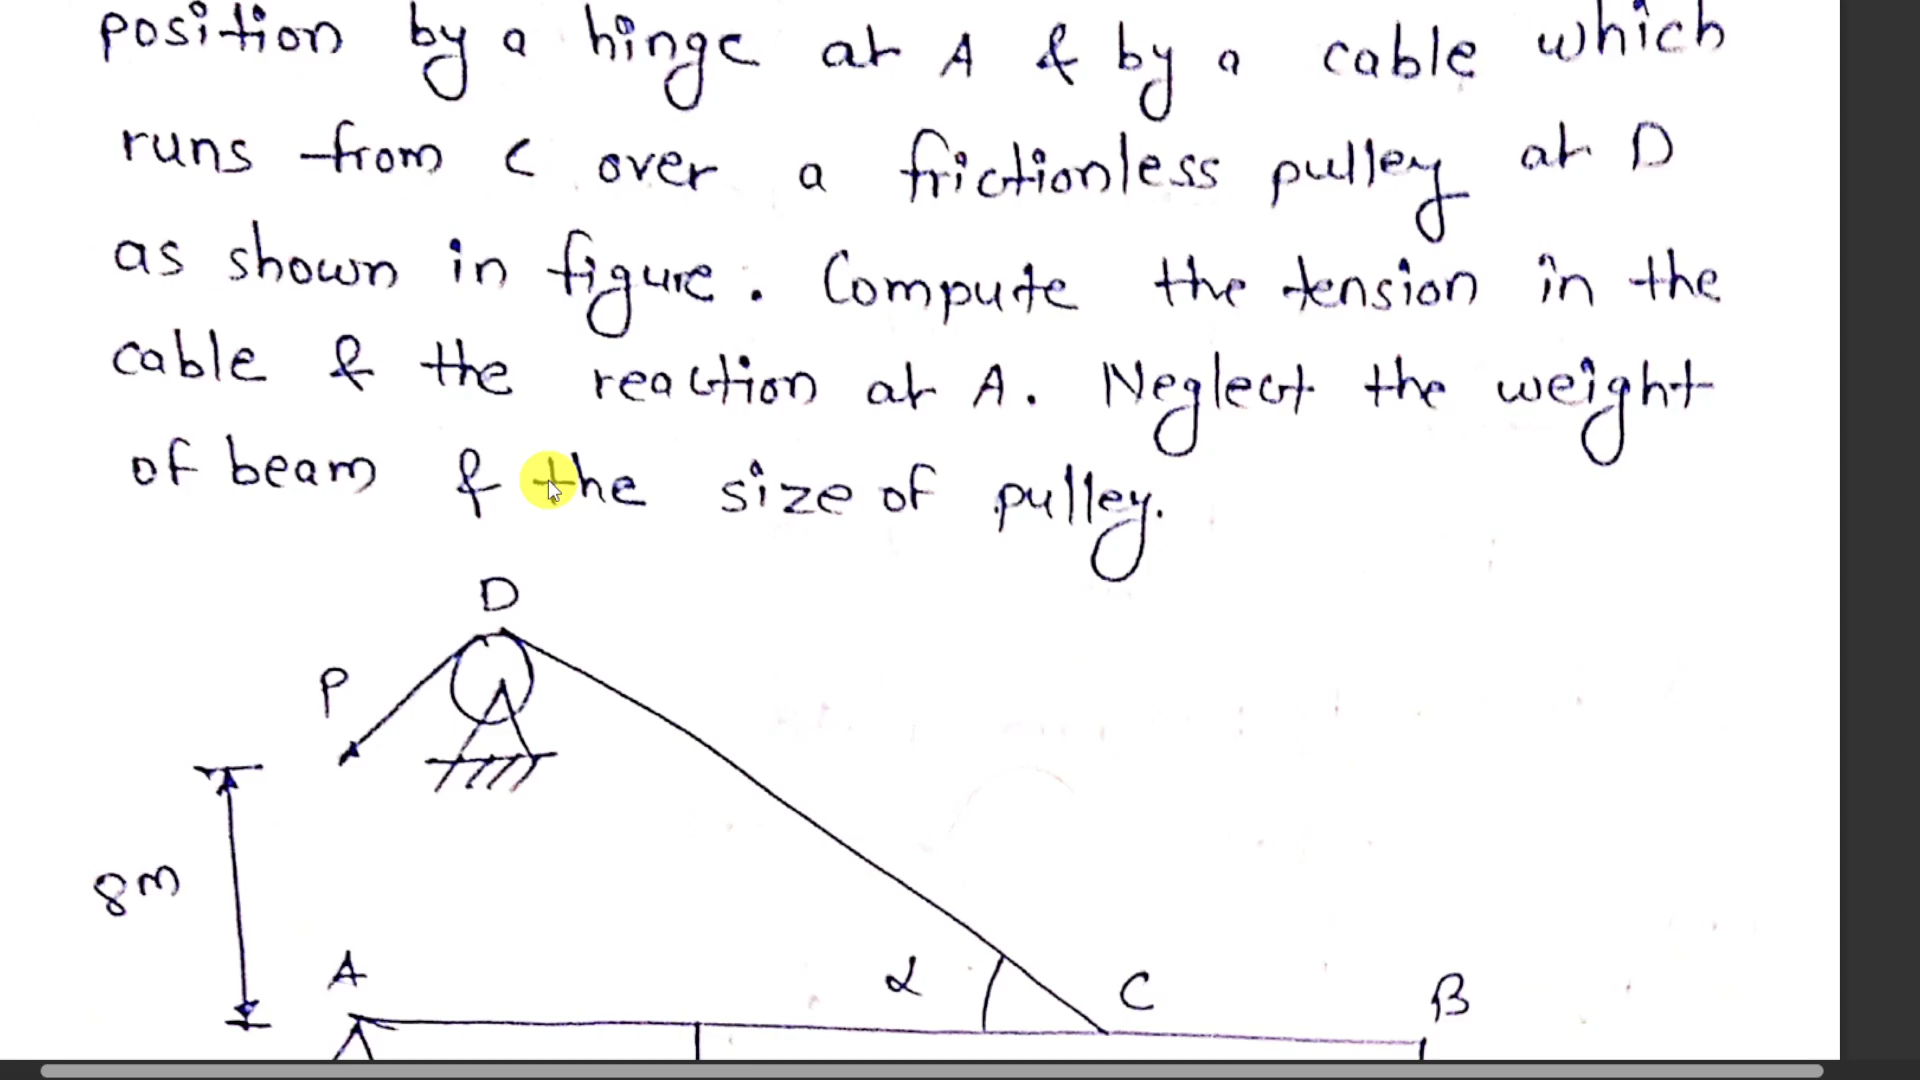 position by a hinge at A & by a cable which
runs from C over a frictionless pulley at D
as shown in figure. Compute the tension in the
cable & the reaction at A. Neglect the weight
of beam & the size of pulley.
D
P
8m
A
α
C
B